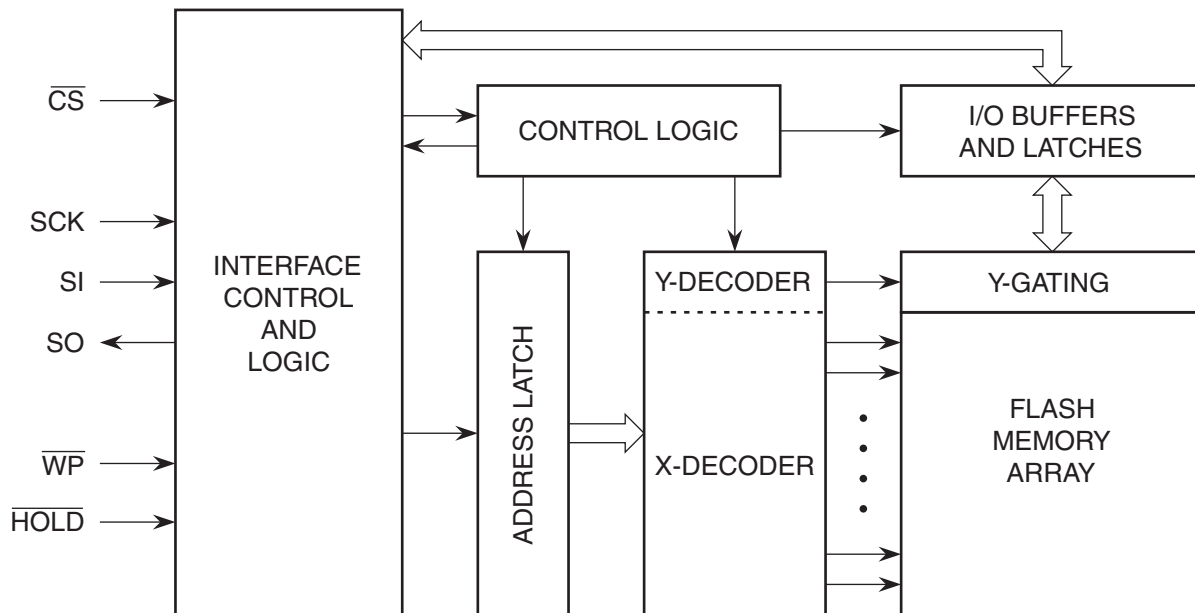 CS
SCK
SI
SO
WP
HOLD
INTERFACE
CONTROL
AND
LOGIC
CONTROL LOGIC
I/O BUFFERS
AND LATCHES
ADDRESS LATCH
Y-DECODER
X-DECODER
Y-GATING
FLASH
MEMORY
ARRAY